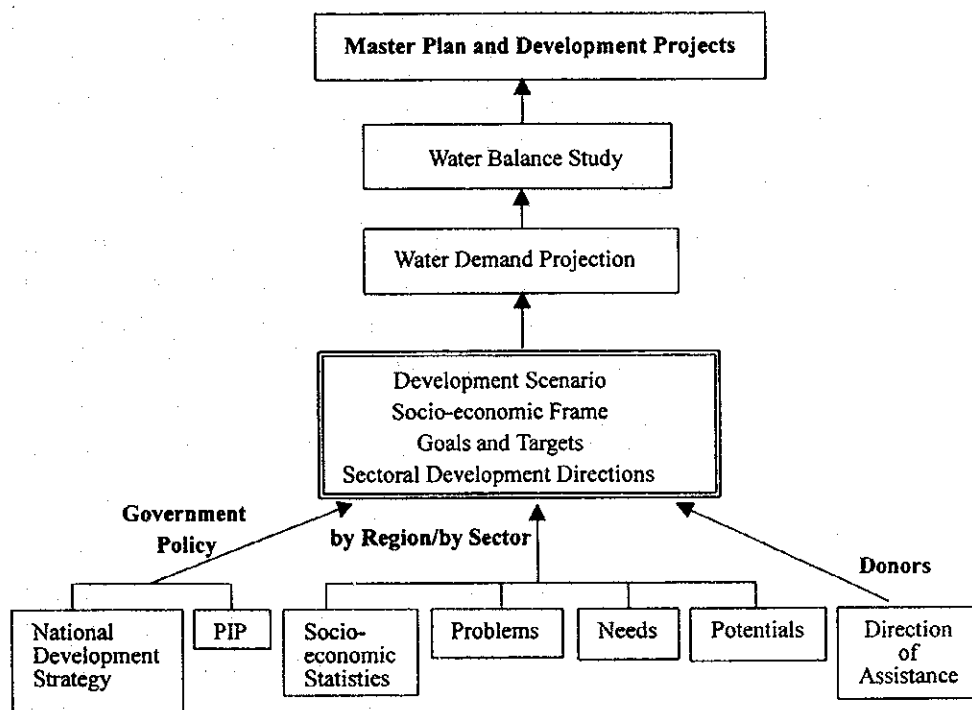 Master Plan and Development Projects
Water Balance Study
Water Demand Projection
Development Scenario
Socio-economic Frame
Goals and Targets
Sectoral Development Directions
Government
Policy
by Region/by Sector
Donors
National
Development
Strategy
PIP
Socio-
economic
Statisties
Problems
Needs
Potentials
Direction
of
Assistance